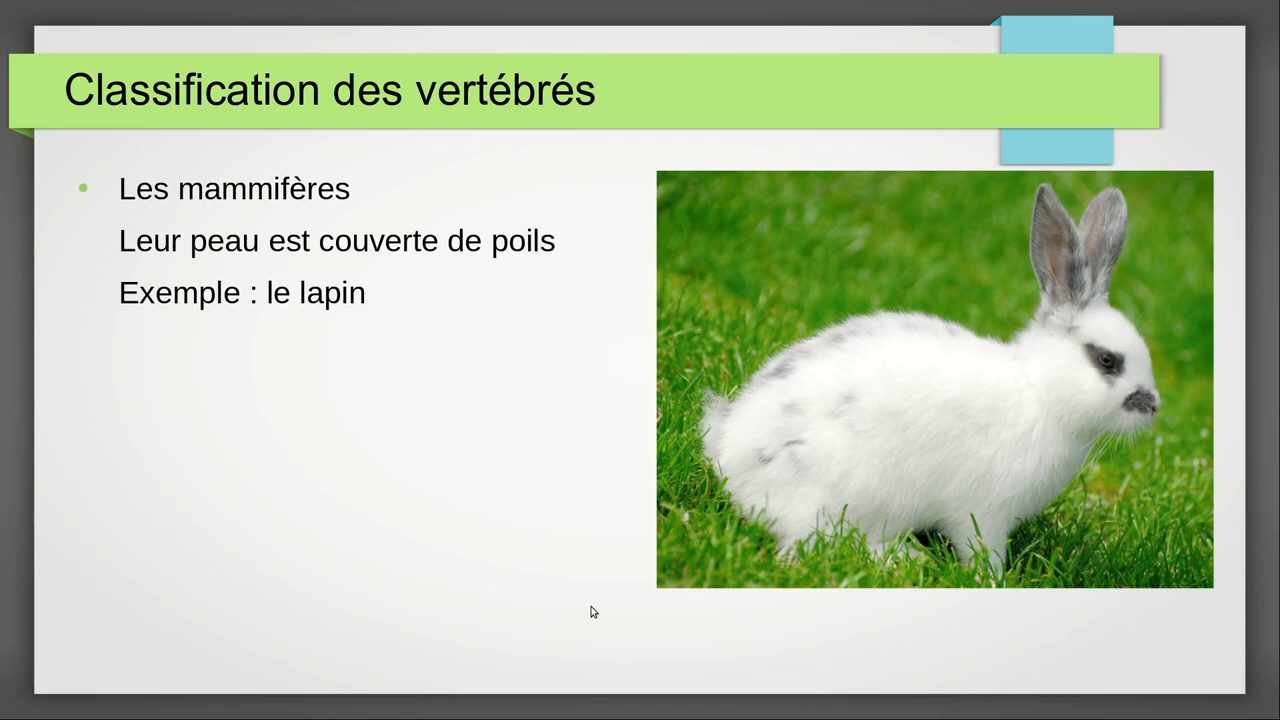 Classification des vertébrés
Les mammifères
Leur peau est couverte de poils
Exemple : le lapin